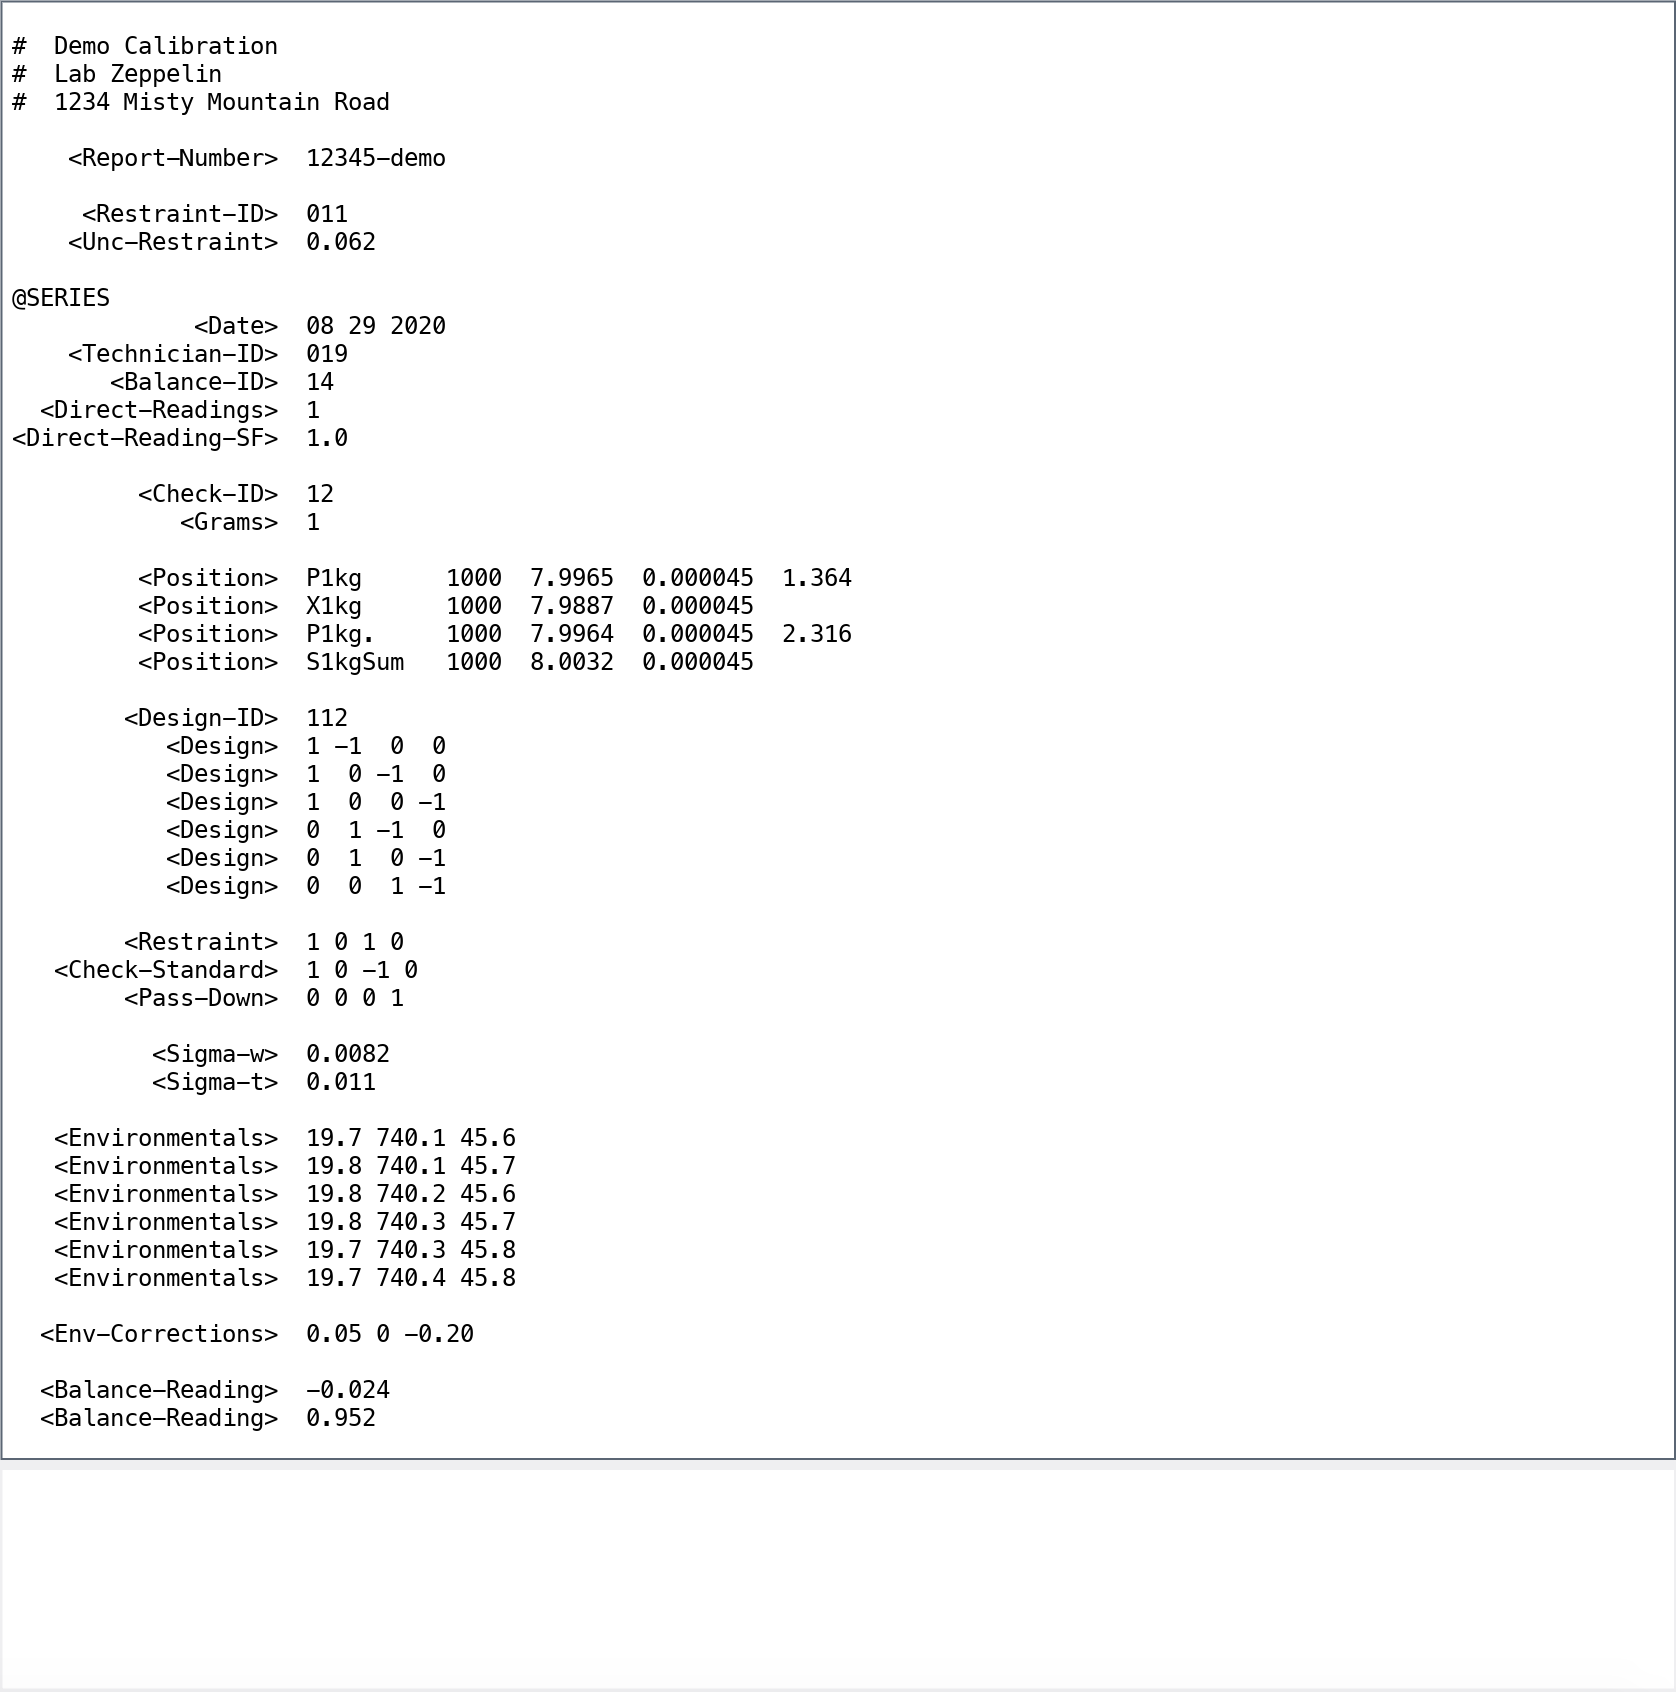 #  Demo Calibration
#  Lab Zeppelin
#  1234 Misty Mountain Road
<Report-Number>  12345-demo
<Restraint-ID>  011
<Unc-Restraint>  0.062
@SERIES
<Date>  08 29 2020
<Technician-ID>  019
<Balance-ID>  14
<Direct-Readings>  1
<Direct-Reading-SF>  1.0
<Check-ID>  12
<Grams>  1
<Position>  P1kg      1000  7.9965  0.000045  1.364
<Position>  X1kg      1000  7.9887  0.000045
<Position>  P1kg.     1000  7.9964  0.000045  2.316
<Position>  S1kgSum   1000  8.0032  0.000045
<Design-ID>  112
<Design>  1 -1  0  0
<Design>  1  0 -1  0
<Design>  1  0  0 -1
<Design>  0  1 -1  0
<Design>  0  1  0 -1
<Design>  0  0  1 -1
<Restraint>  1 0 1 0
<Check-Standard>  1 0 -1 0
<Pass-Down>  0 0 0 1
<Sigma-w>  0.0082
<Sigma-t>  0.011
<Environmentals>  19.7 740.1 45.6
<Environmentals>  19.8 740.1 45.7
<Environmentals>  19.8 740.2 45.6
<Environmentals>  19.8 740.3 45.7
<Environmentals>  19.7 740.3 45.8
<Environmentals>  19.7 740.4 45.8
<Env-Corrections>  0.05 0 -0.20
<Balance-Reading>  -0.024
<Balance-Reading>  0.952